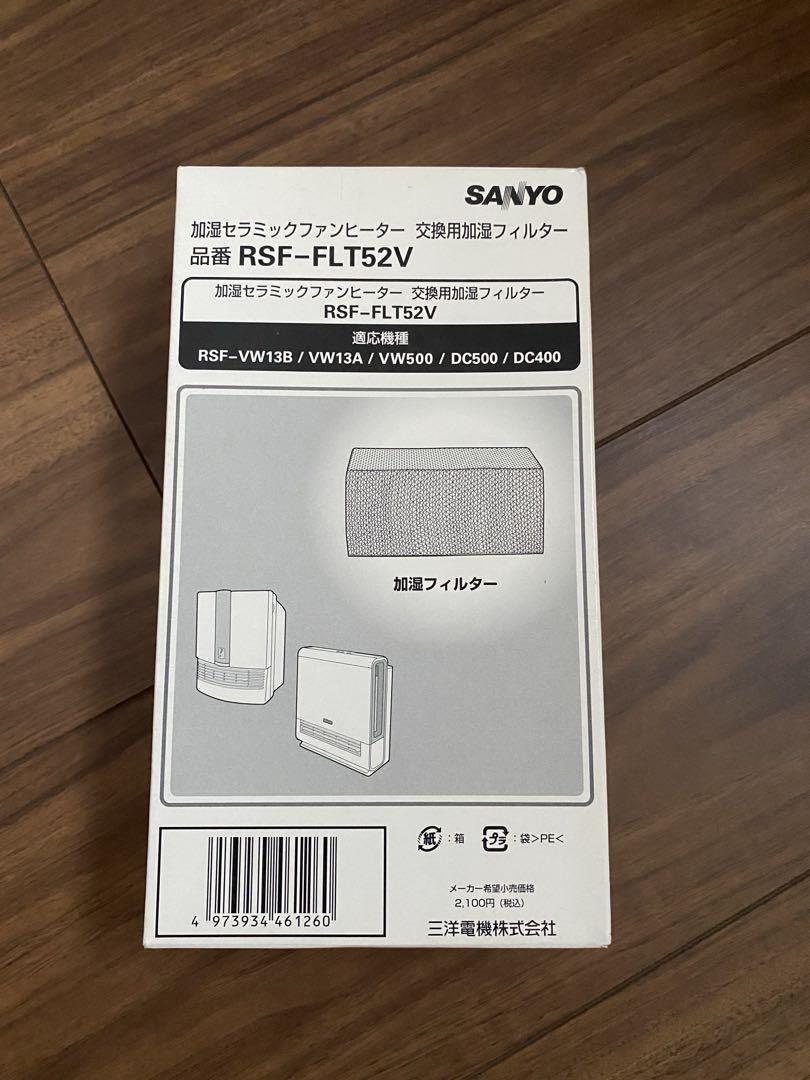 SANYO
加湿セラミックファンヒーター 交換用加湿フィルター
品番 RSF-FLT52V
加湿セラミックファンヒーター 交換用加湿フィルター
RSF-FLT52V
適応機種
RSF-VW13B / VW13A / VW500 / DC500 / DC400
加湿フィルター
紙 : 箱
プラ : 袋>PE<
メーカー希望小売価格
2,100円(税込)
三洋電機株式会社
4 973934 461260